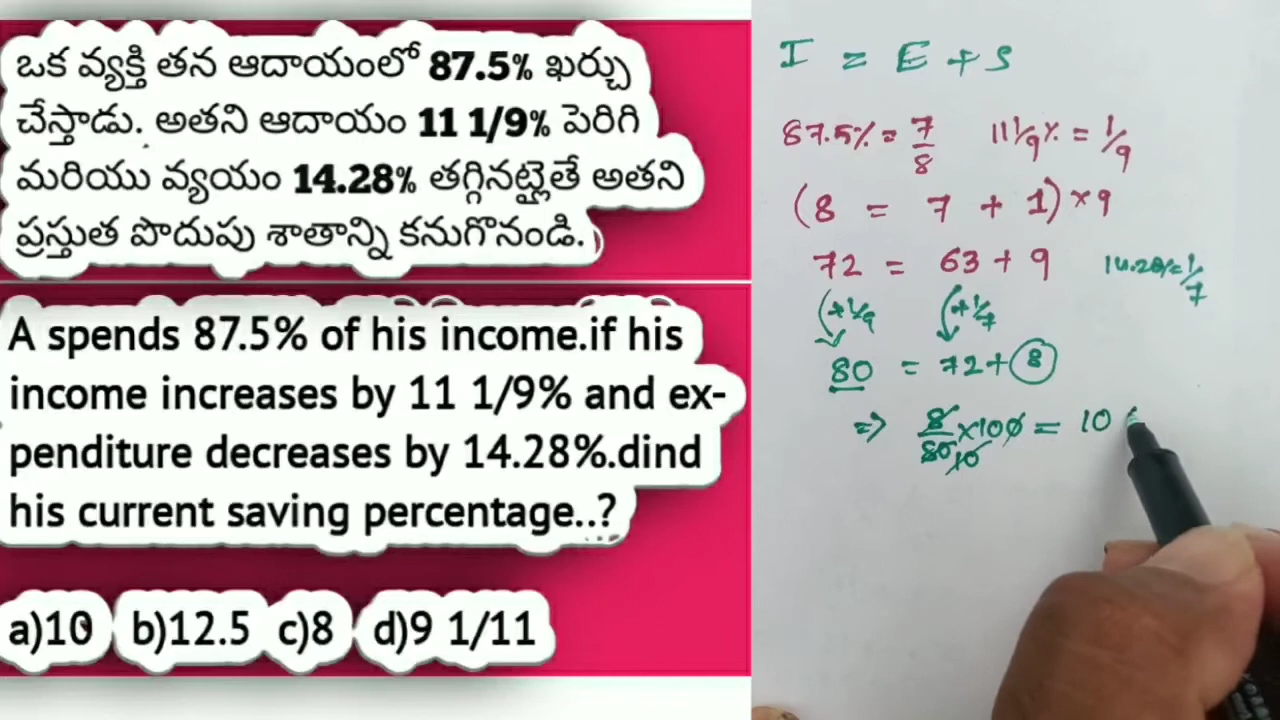 ఒక వ్యక్తి తన ఆదాయంలో 87.5% ఖర్చు
చేస్తాడు. అతని ఆదాయం 11 1/9% పెరిగి
మరియు వ్యయం 14.28% తగ్గినట్లైతే అతని
ప్రస్తుత పొదుపు శాతాన్ని కనుగొనండి.
A spends 87.5% of his income.if his
income increases by 11 1/9% and ex-
penditure decreases by 14.28%.dind
his current saving percentage..?
a)10 b)12.5 c)8 d)9 1/11
I = E + S
87.5% = 7/8 11 1/9% = 1/9
(8 = 7 + 1) × 9
72 = 63 + 9 14.28% = 1/7
+1/9 +1/7
80 = 72 + 8
=> 8/80 × 100 = 10
10